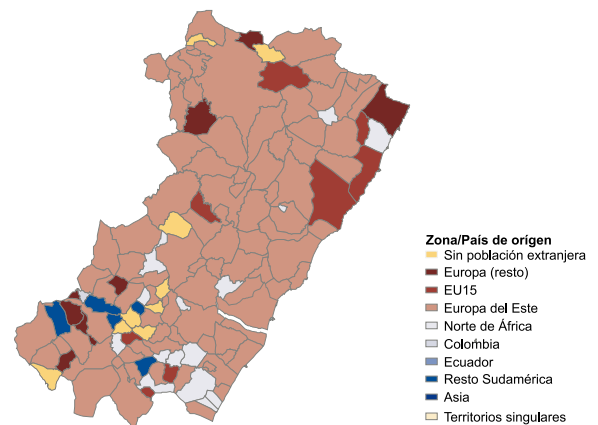 Zona/País de orígen
Sin población extranjera
Europa (resto)
EU15
Europa del Este
Norte de África
Colombia
Ecuador
Resto Sudamérica
Asia
Territorios singulares